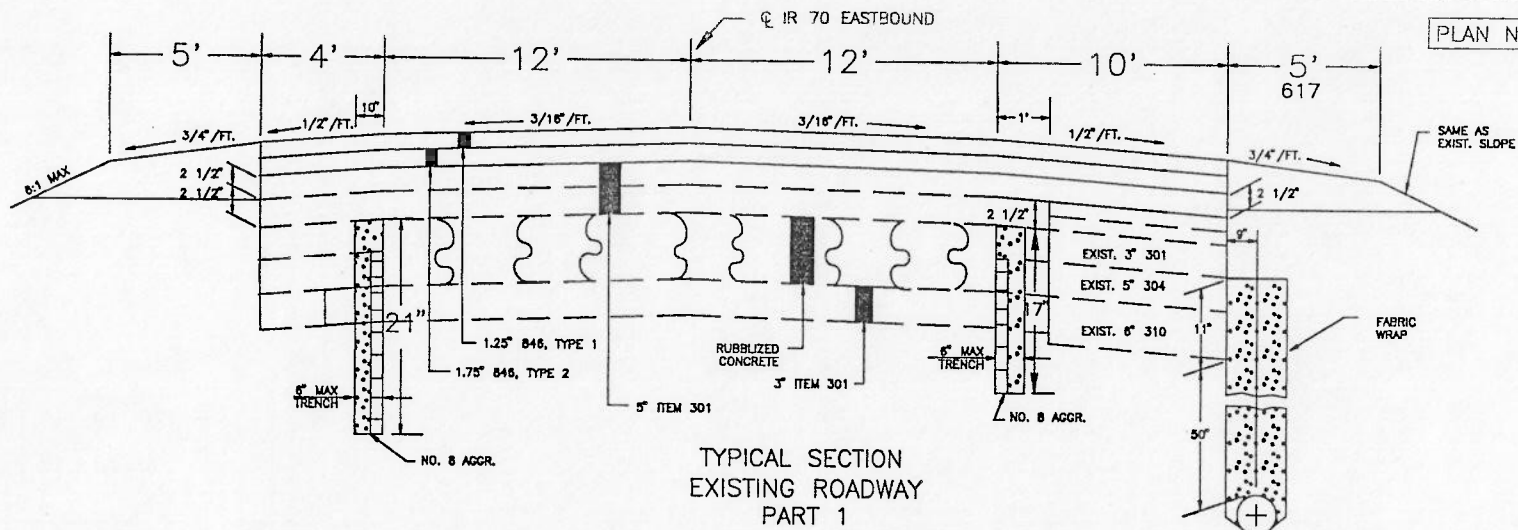 ℄ IR 70 EASTBOUND
PLAN N
5'
4'
12'
12'
10'
5'
617
10"
1'
3/4"/FT.
1/2"/FT.
3/16"/FT.
3/16"/FT.
1/2"/FT.
3/4"/FT.
SAME AS
EXIST. SLOPE
6:1 MAX
2 1/2"
2 1/2"
2 1/2"
2 1/2"
9"
EXIST. 3" 301
EXIST. 5" 304
EXIST. 6" 310
21"
17"
11"
50"
FABRIC
WRAP
1.25" 846, TYPE 1
1.75" 846, TYPE 2
5" ITEM 301
RUBBLIZED
CONCRETE
3" ITEM 301
6" MAX
TRENCH
6" MAX
TRENCH
NO. 8 AGGR.
NO. 8 AGGR.
TYPICAL SECTION
EXISTING ROADWAY
PART 1